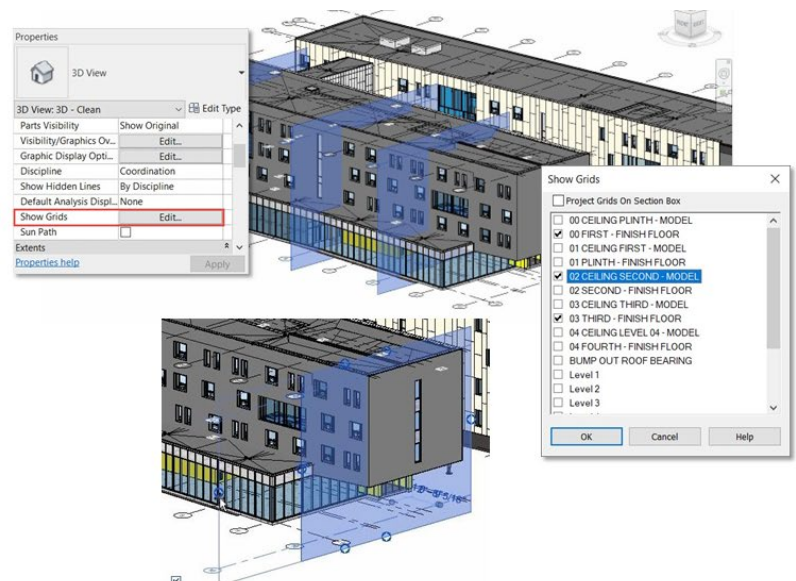 Properties
3D View
3D View: 3D - Clean
Edit Type
Parts Visibility Show Original
Visibility/Graphics Ov... Edit...
Graphic Display Opti... Edit...
Discipline Coordination
Show Hidden Lines By Discipline
Default Analysis Displ... None
Show Grids Edit...
Sun Path
Extents
Properties help
Apply
Show Grids
Project Grids On Section Box
00 CEILING PLINTH - MODEL
00 FIRST - FINISH FLOOR
01 CEILING FIRST - MODEL
01 PLINTH - FINISH FLOOR
02 CEILING SECOND - MODEL
02 SECOND - FINISH FLOOR
03 CEILING THIRD - MODEL
03 THIRD - FINISH FLOOR
04 CEILING LEVEL 04 - MODEL
04 FOURTH - FINISH FLOOR
BUMP OUT ROOF BEARING
Level 1
Level 2
Level 3
OK Cancel Help